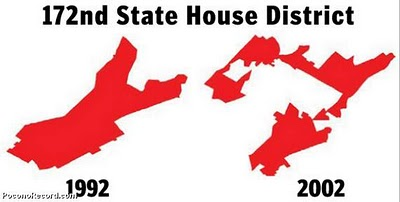 172nd State House District
1992
2002
PoconoRecord.com